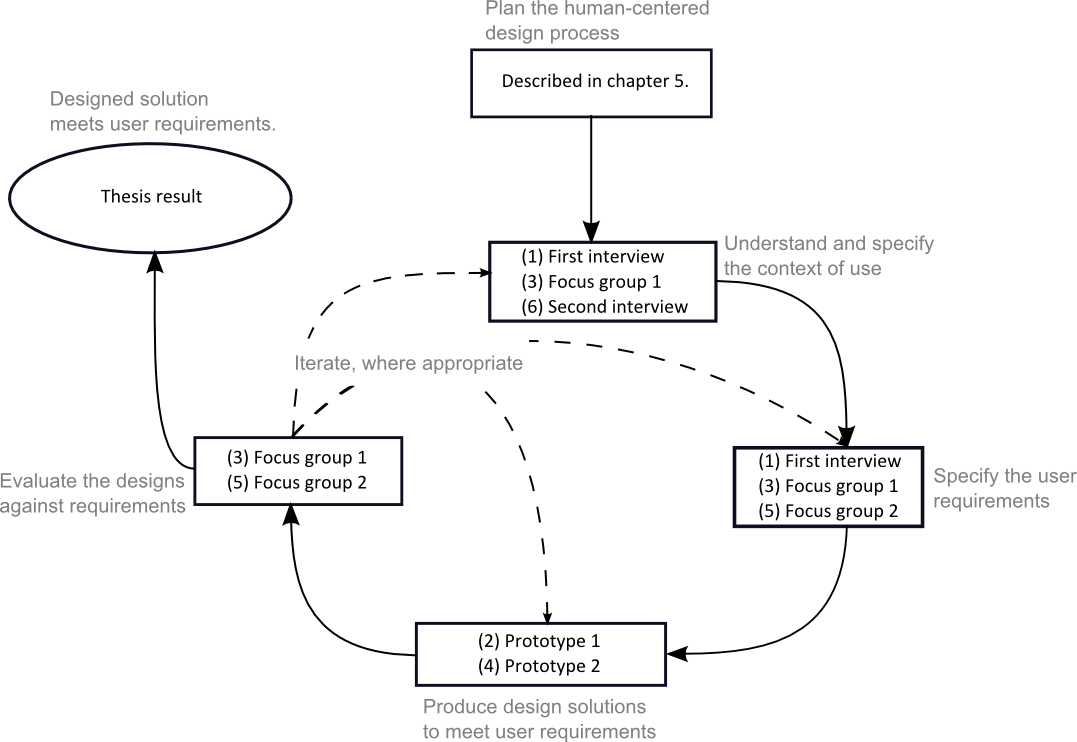 Plan the human-centered
design process
Described in chapter 5.
Designed solution
meets user requirements.
Thesis result
(1) First interview
(3) Focus group 1
(6) Second interview
Understand and specify
the context of use
Iterate, where appropriate
(3) Focus group 1
(5) Focus group 2
Evaluate the designs
against requirements
(1) First interview
(3) Focus group 1
(5) Focus group 2
Specify the user
requirements
(2) Prototype 1
(4) Prototype 2
Produce design solutions
to meet user requirements